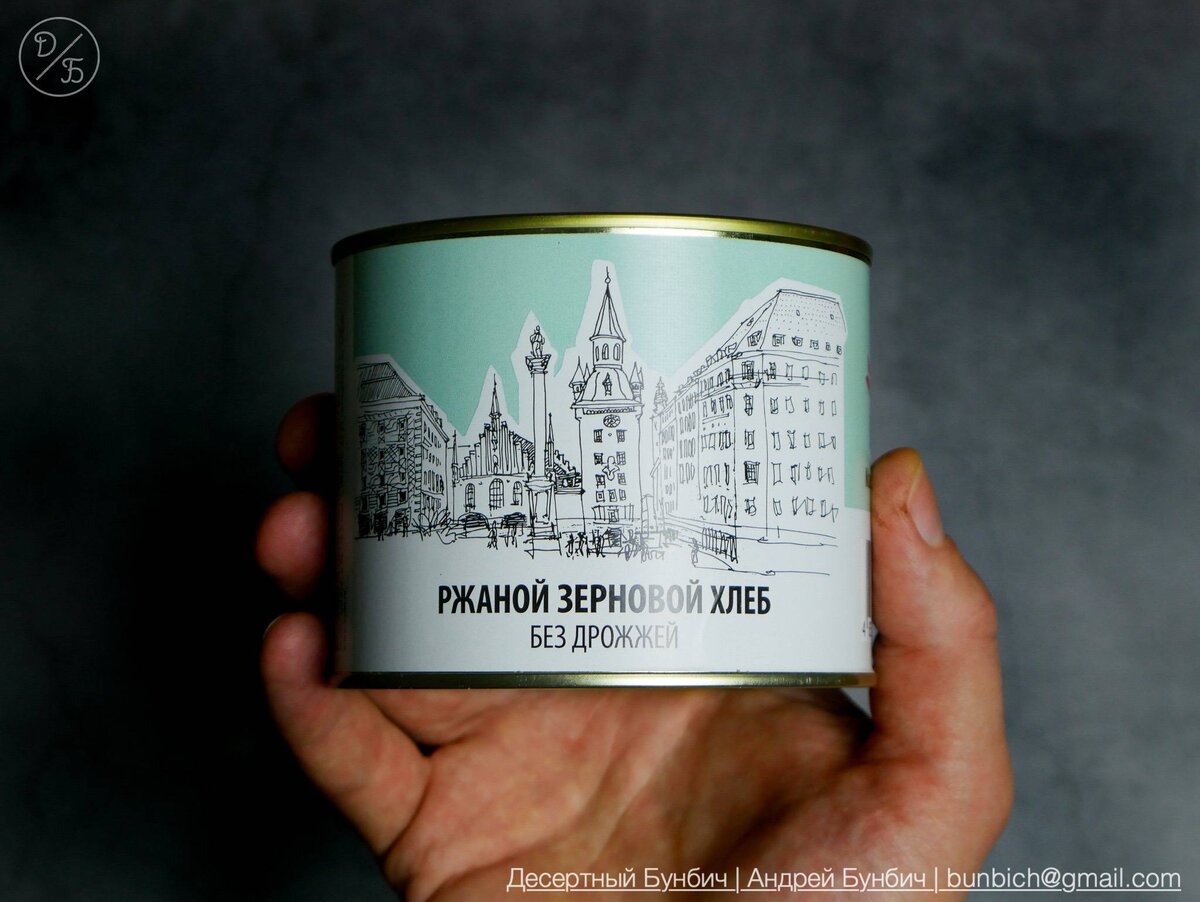 Д/Б
РЖАНОЙ ЗЕРНОВОЙ ХЛЕБ
БЕЗ ДРОЖЖЕЙ
Десертный Бунбич | Андрей Бунбич | bunbich@gmail.com